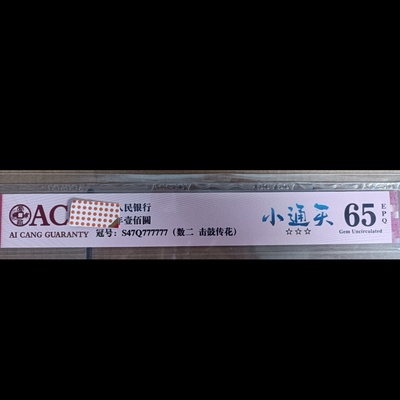 AC
AI CANG GUARANTY
人民银行
年壹佰圆
冠号：S47Q777777（数二 击鼓传花）
小通天
☆☆☆
65
EPQ
Gem Uncirculated